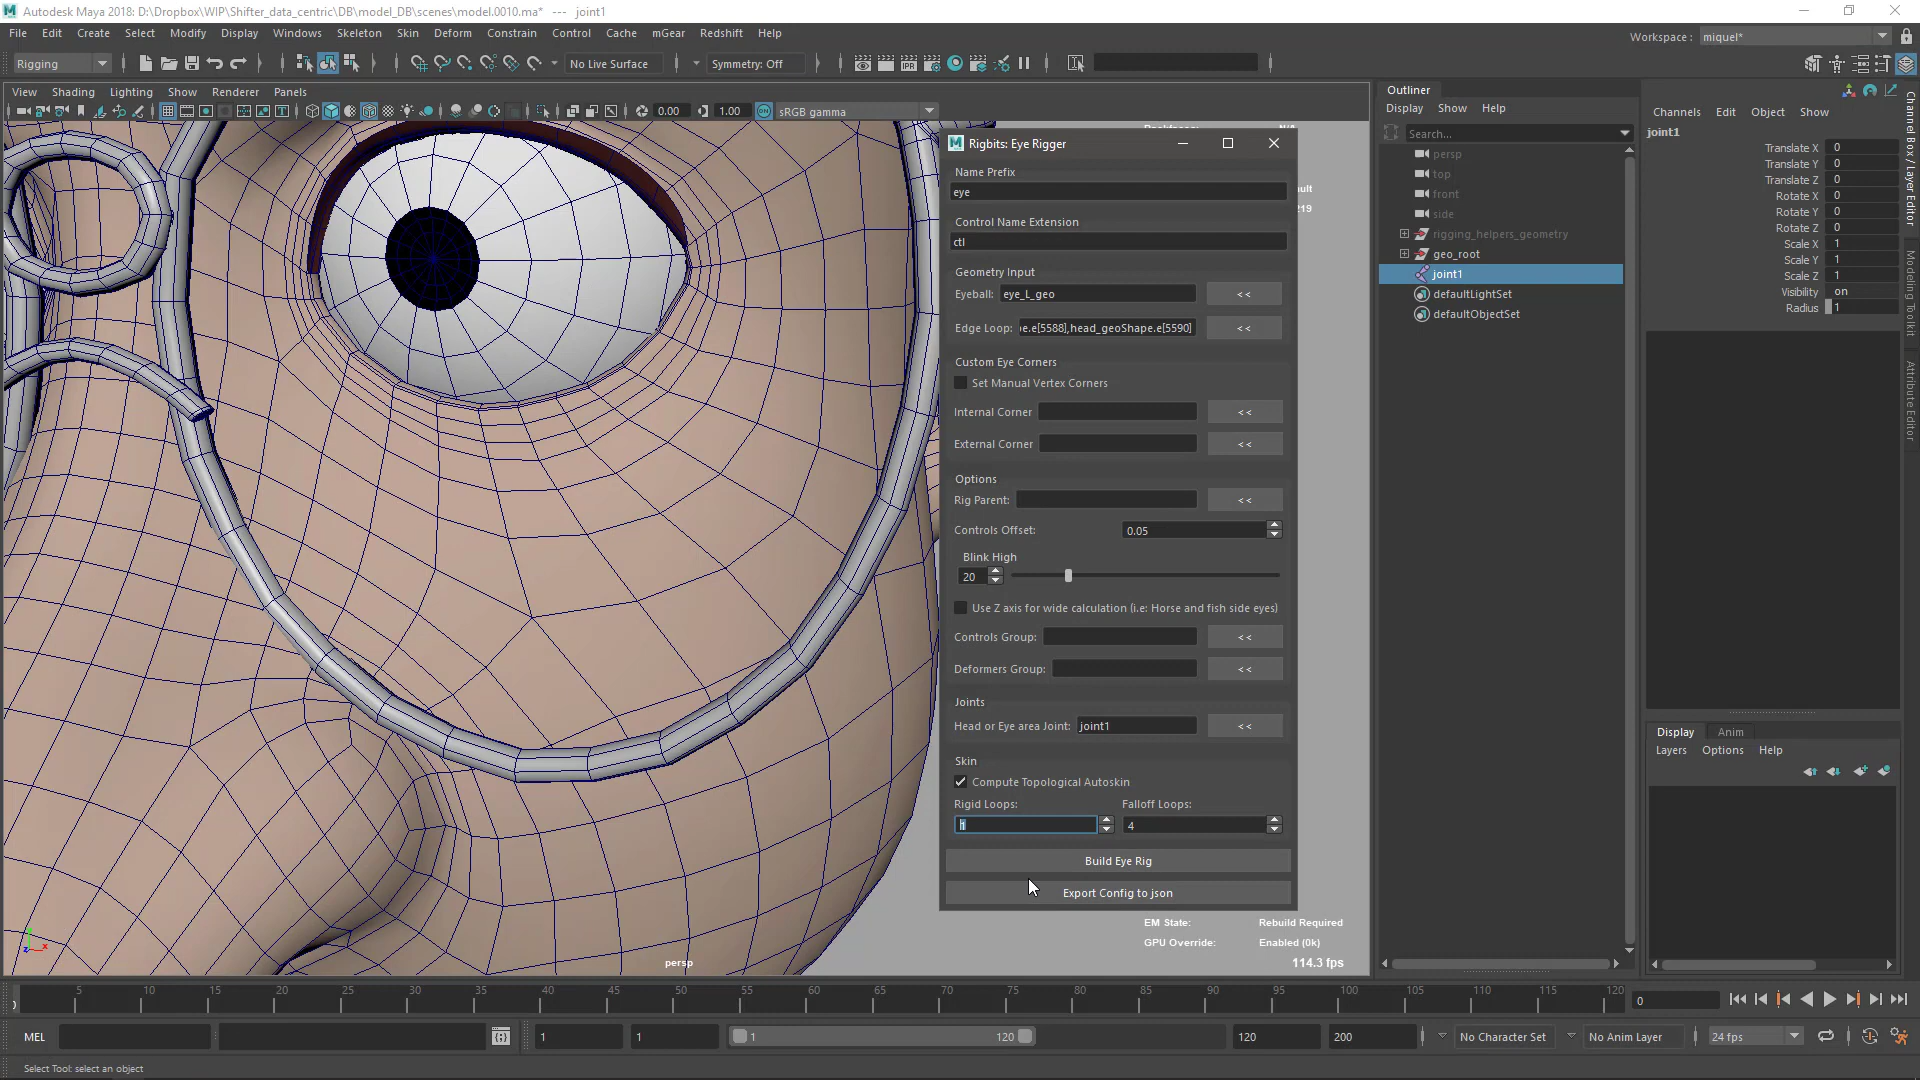 Autodesk Maya 2018: D:\Dropbox\WIP\Shifter_data_centric\DB\model_DB\scenes\model.0010.ma* --- joint1
File Edit Create Select Modify Display Windows Skeleton Skin Deform Constrain Control Cache mGear Redshift Help
Workspace : miquel*
Rigging
No Live Surface
Symmetry: Off
View Shading Lighting Show Renderer Panels
0.00 1.00 sRGB gamma
Rigbits: Eye Rigger
Name Prefix
eye
Control Name Extension
ctl
Geometry Input
Eyeball: eye_L_geo <<
Edge Loop: e.e[5588],head_geoShape.e[5590] <<
Custom Eye Corners
Set Manual Vertex Corners
Internal Corner <<
External Corner <<
Options
Rig Parent: <<
Controls Offset: 0.05
Blink High
20
Use Z axis for wide calculation (i.e: Horse and fish side eyes)
Controls Group: <<
Deformers Group: <<
Joints
Head or Eye area Joint: joint1 <<
Skin
Compute Topological Autoskin
Rigid Loops: Falloff Loops:
1 4
Build Eye Rig
Export Config to json
EM State: Rebuild Required
GPU Override: Enabled (0k)
114.3 fps
persp
Outliner
Display Show Help
Search...
persp
top
front
side
rigging_helpers_geometry
geo_root
joint1
defaultLightSet
defaultObjectSet
Channels Edit Object Show
joint1
Translate X 0
Translate Y 0
Translate Z 0
Rotate X 0
Rotate Y 0
Rotate Z 0
Scale X 1
Scale Y 1
Scale Z 1
Visibility on
Radius 1
Channel Box / Layer Editor
Modeling Toolkit
Attribute Editor
Display Anim
Layers Options Help
5 10 15 20 25 30 35 40 45 50 55 60 65 70 75 80 85 90 95 100 105 110 115 120
0
MEL
1 1 1 120 120 200
No Character Set
No Anim Layer
24 fps
Select Tool: select an object